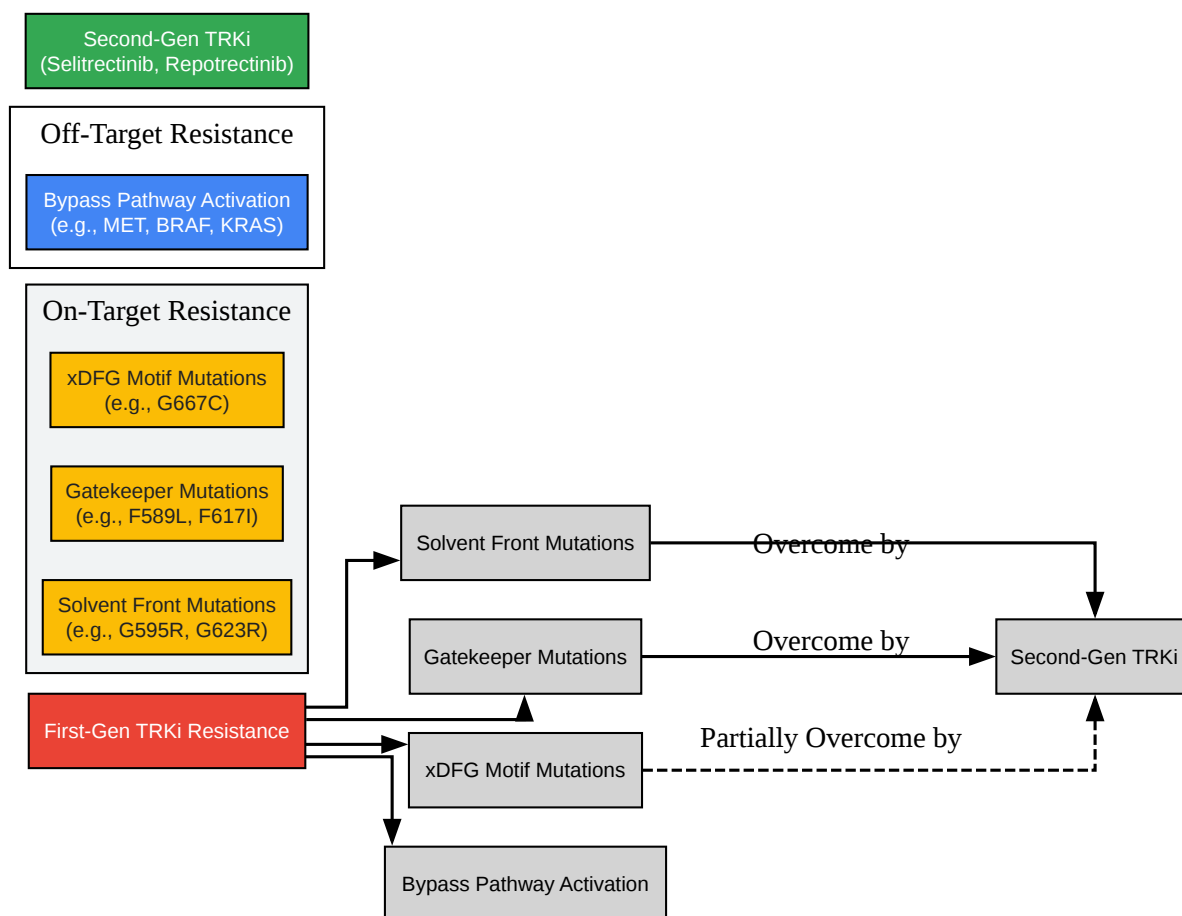 Second-Gen TRKi
(Selitrectinib, Repotrectinib)
Off-Target Resistance
Bypass Pathway Activation
(e.g., MET, BRAF, KRAS)
On-Target Resistance
xDFG Motif Mutations
(e.g., G667C)
Gatekeeper Mutations
(e.g., F589L, F617I)
Solvent Front Mutations
(e.g., G595R, G623R)
First-Gen TRKi Resistance
Solvent Front Mutations
Overcome by
Gatekeeper Mutations
Overcome by
Second-Gen TRKi
xDFG Motif Mutations
Partially Overcome by
Bypass Pathway Activation